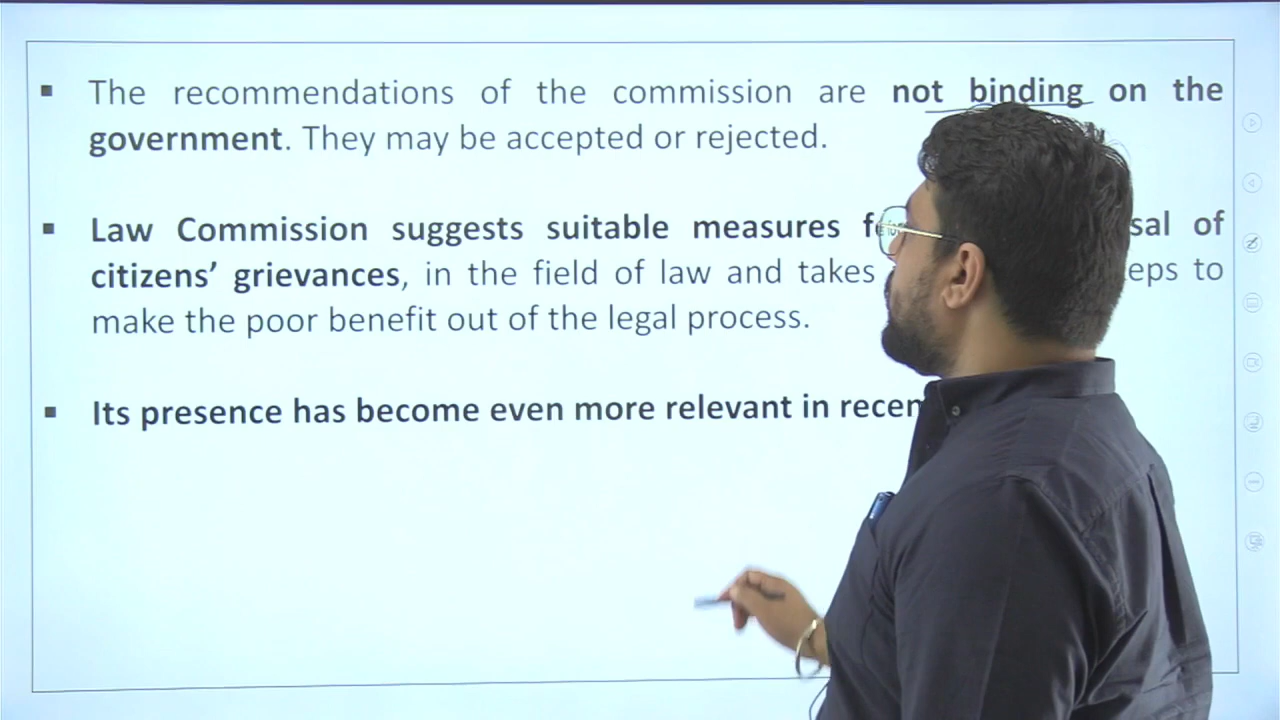 ▪ The recommendations of the commission are not binding on the
government. They may be accepted or rejected.
▪ Law Commission suggests suitable measures of
citizens’ grievances, in the field of law and takes to
make the poor benefit out of the legal process.
▪ Its presence has become even more relevant in